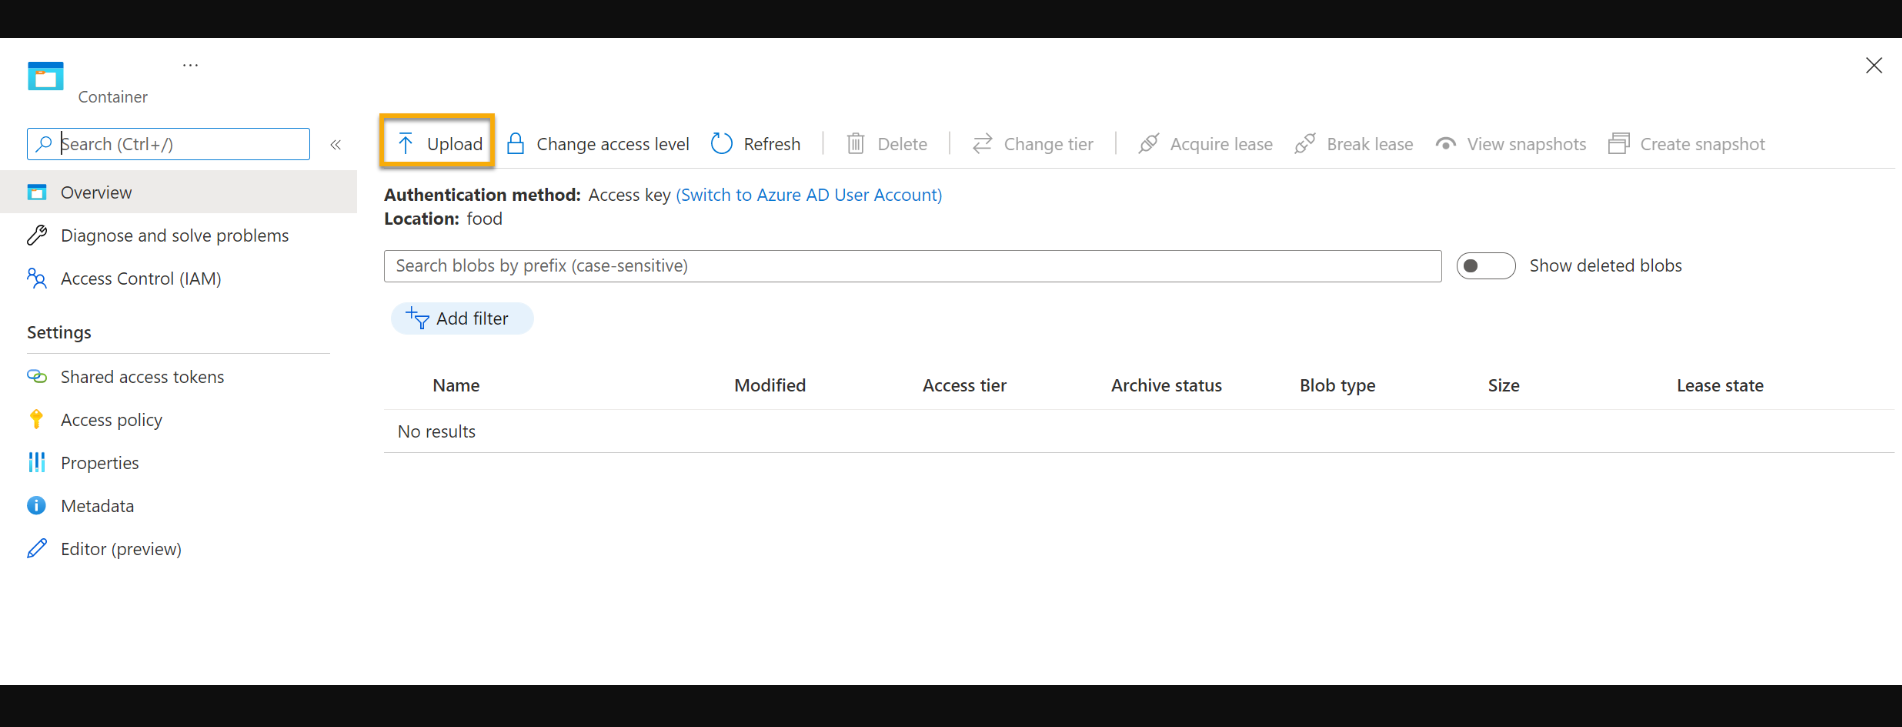 ...
Container
Search (Ctrl+/)
«
Upload Change access level Refresh Delete Change tier Acquire lease Break lease View snapshots Create snapshot
Overview
Diagnose and solve problems
Access Control (IAM)
Settings
Shared access tokens
Access policy
Properties
Metadata
Editor (preview)
Authentication method: Access key (Switch to Azure AD User Account)
Location: food
Search blobs by prefix (case-sensitive)
Show deleted blobs
Add filter
Name Modified Access tier Archive status Blob type Size Lease state
No results